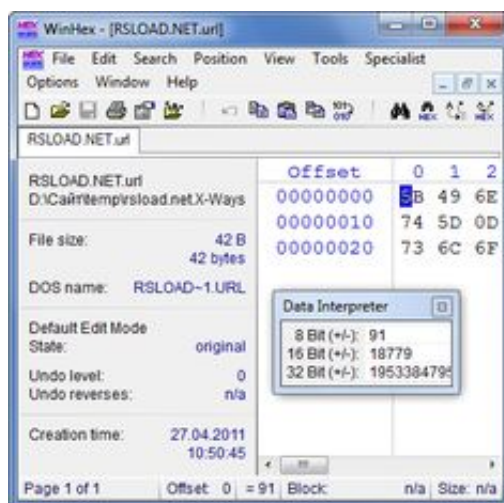 WinHex - [RSLOAD.NET.url]
File Edit Search Position View Tools Specialist
Options Window Help
RSLOAD.NET.url
RSLOAD.NET.url
D:\Сайт\temp\rsload.net.X-Ways
File size: 42 B
42 bytes
DOS name: RSLOAD~1.URL
Default Edit Mode
State: original
Undo level: 0
Undo reverses: n/a
Creation time: 27.04.2011
10:50:45
Offset 0 1 2
00000000 5B 49 6E
00000010 74 5D 0D
00000020 73 6C 6F
Data Interpreter
8 Bit (+/-): 91
16 Bit (+/-): 18779
32 Bit (+/-): 1953384795
Page 1 of 1 Offset: 0 = 91 Block: n/a Size: n/a